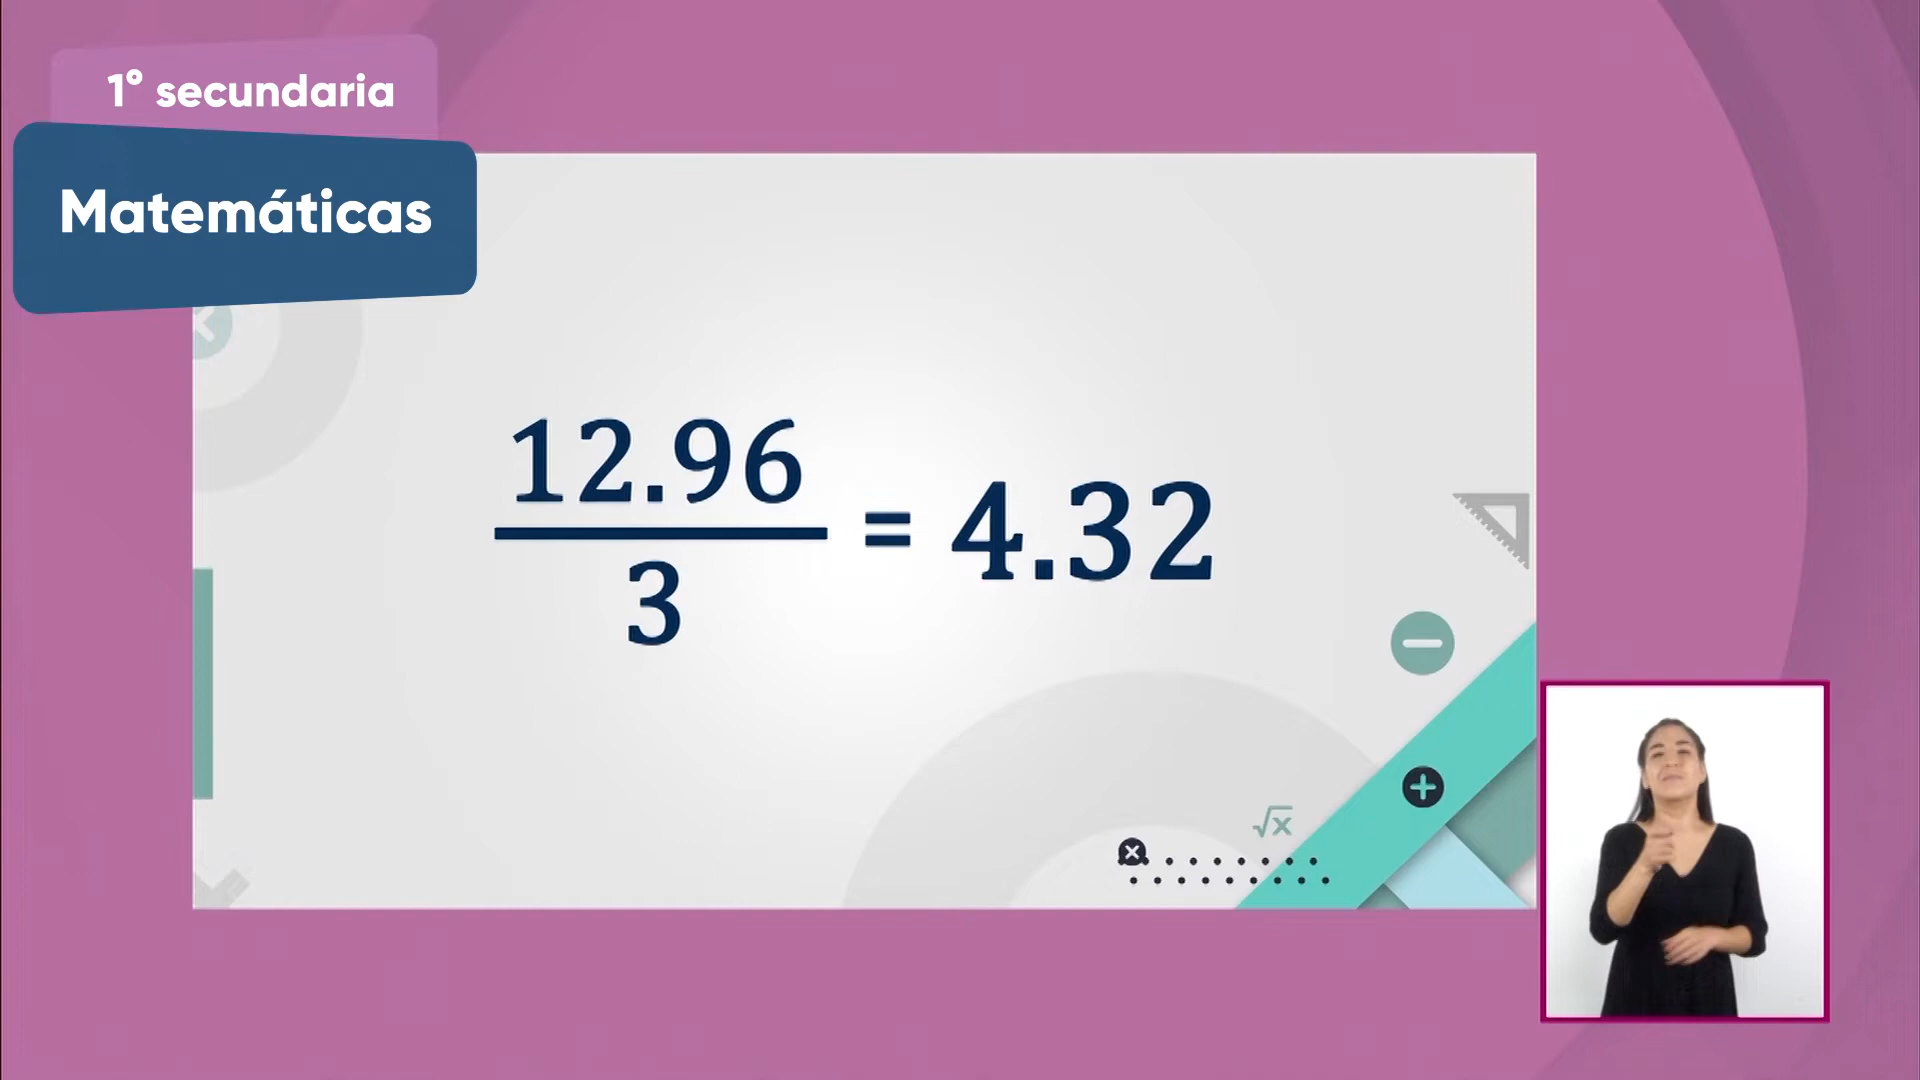 1° secundaria
Matemáticas
12.96
3
= 4.32
√x